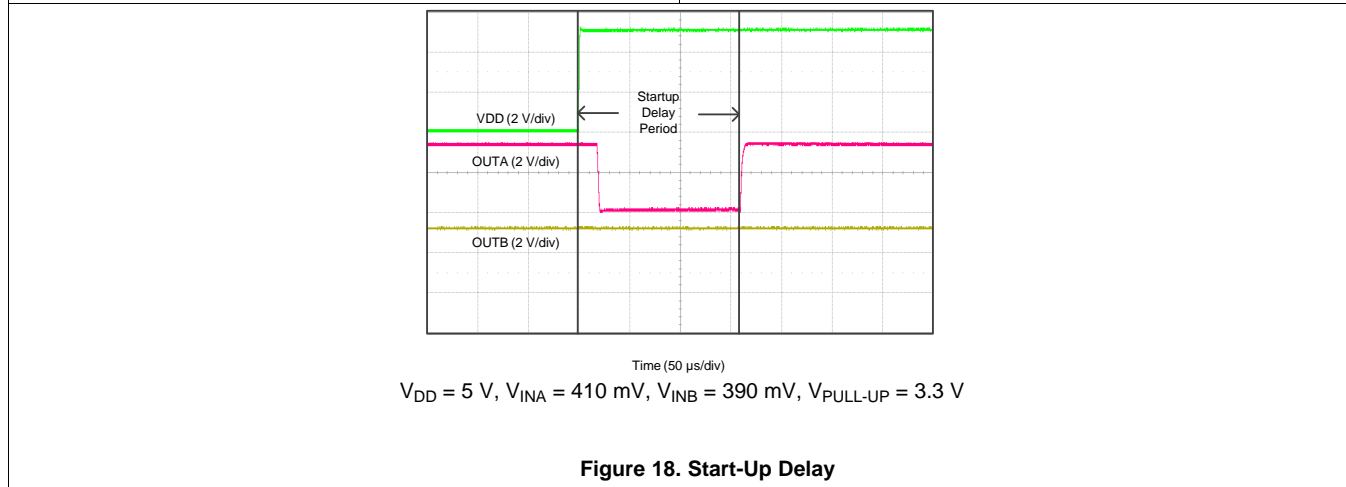 Startup
Delay
Period
VDD (2 V/div)
OUTA (2 V/div)
OUTB (2 V/div)
Time (50 µs/div)
VDD = 5 V, VINA = 410 mV, VINB = 390 mV, VPULL-UP = 3.3 V
Figure 18. Start-Up Delay